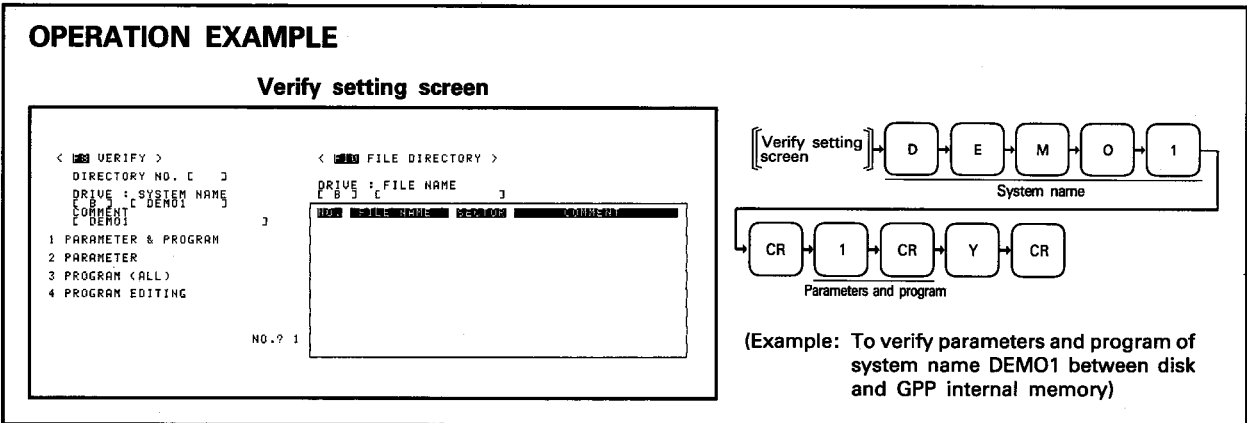 OPERATION EXAMPLE
Verify setting screen
< F8 VERIFY >
DIRECTORY NO. [ ]
DRIVE : SYSTEM NAME
[ B ] [ DEMO1 ]
COMMENT
[ DEMO1 ]
1 PARAMETER & PROGRAM
2 PARAMETER
3 PROGRAM (ALL)
4 PROGRAM EDITING
NO.? 1
< F10 FILE DIRECTORY >
DRIVE : FILE NAME
[ B ] [ ]
NO. FILE NAME SECTOR COMMENT
Verify setting screen
D E M O 1
System name
CR 1 CR Y CR
Parameters and program
(Example: To verify parameters and program of
system name DEMO1 between disk
and GPP internal memory)